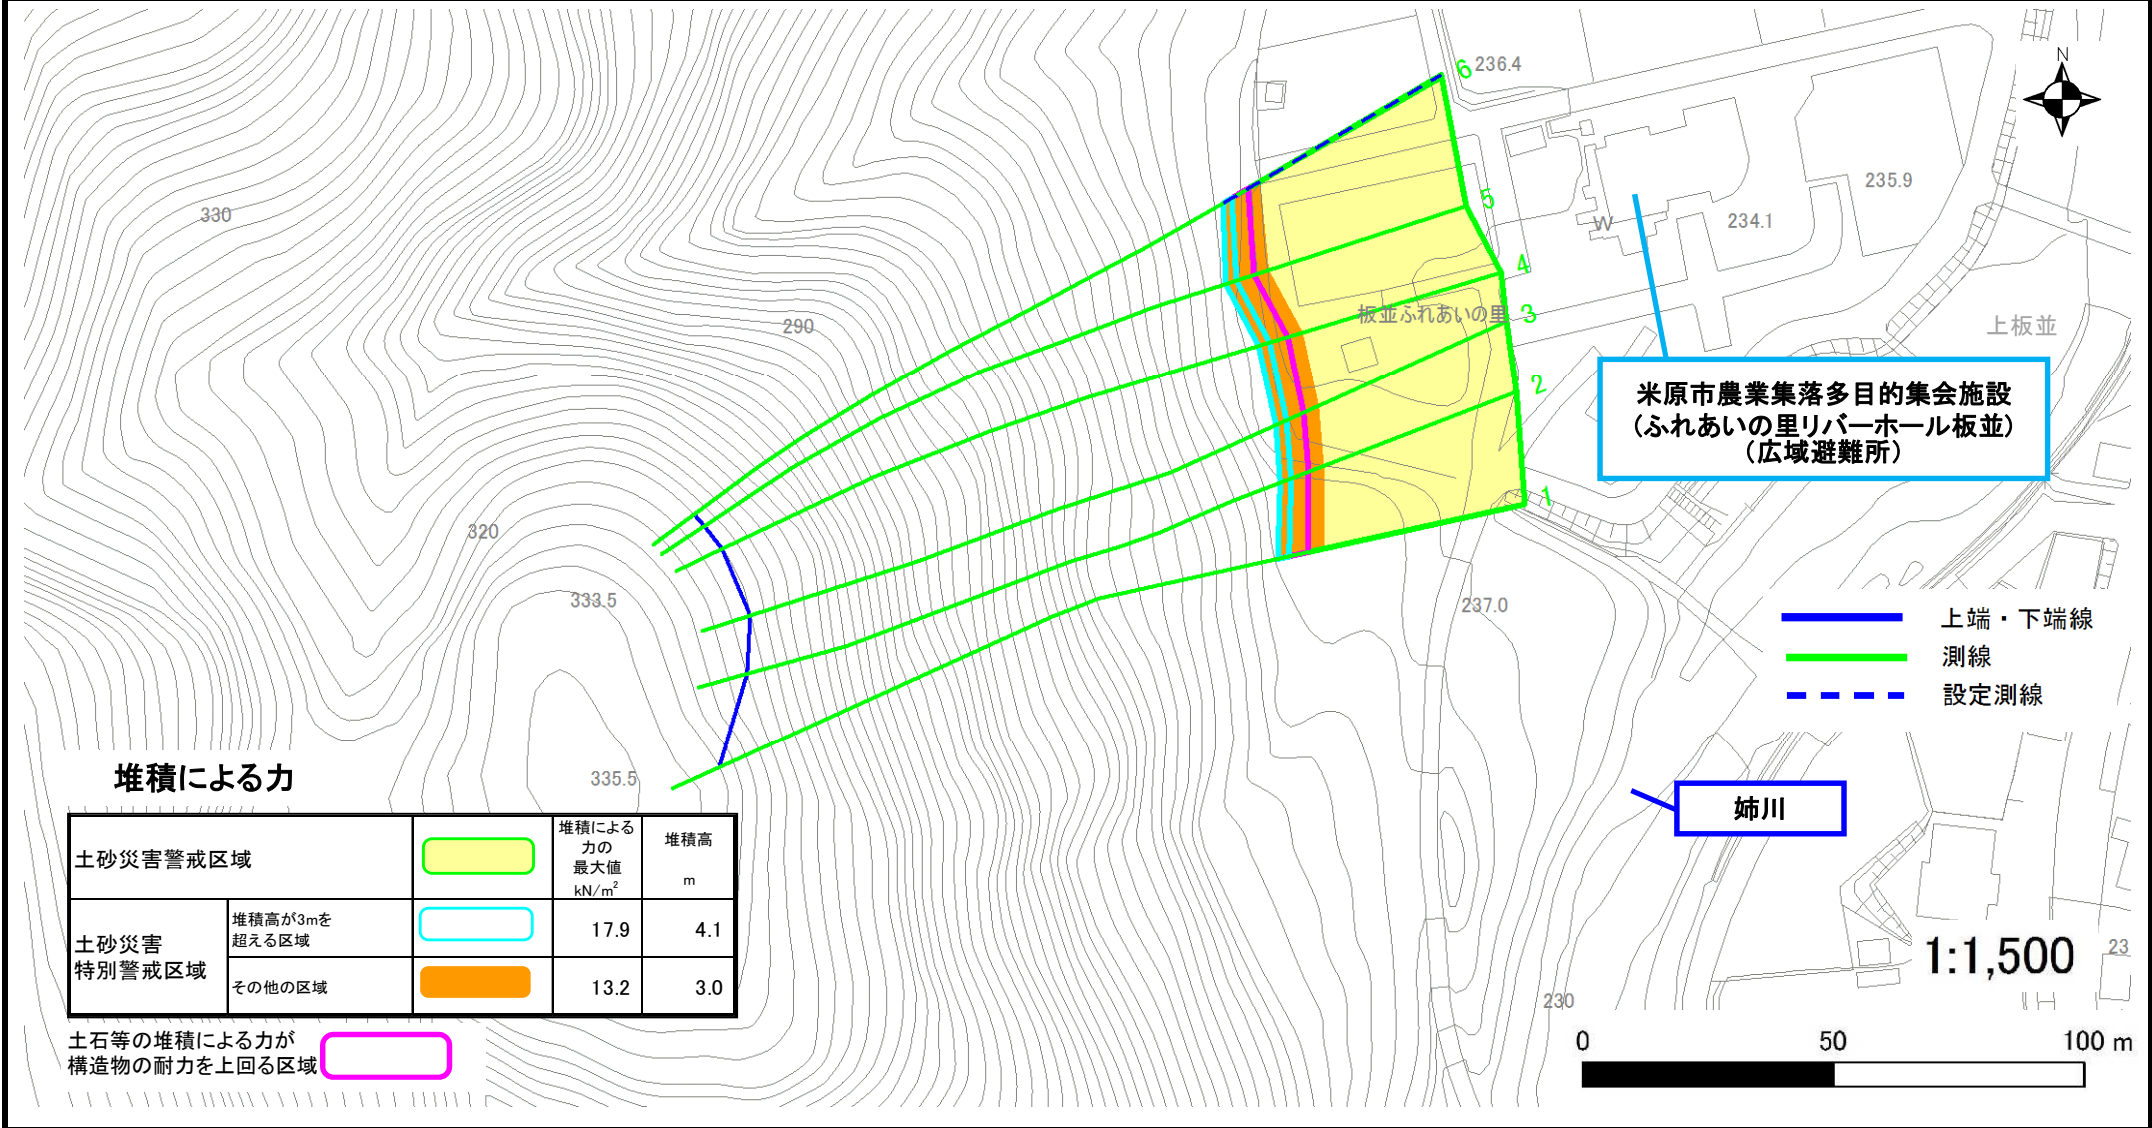 N
6
236.4
5
235.9
W
234.1
4
330
板並ふれあいの里
3
290
上板並
2
米原市農業集落多目的集会施設
(ふれあいの里リバーホール板並)
(広域避難所)
1
320
333.5
237.0
上端・下端線
測線
設定測線
335.5
姉川
堆積による力
土砂災害警戒区域
堆積による
力の
最大値
kN/m²
堆積高
m
土砂災害
特別警戒区域
堆積高が3mを
超える区域
17.9
4.1
その他の区域
13.2
3.0
土石等の堆積による力が
構造物の耐力を上回る区域
1:1,500
23
230
0
50
100 m